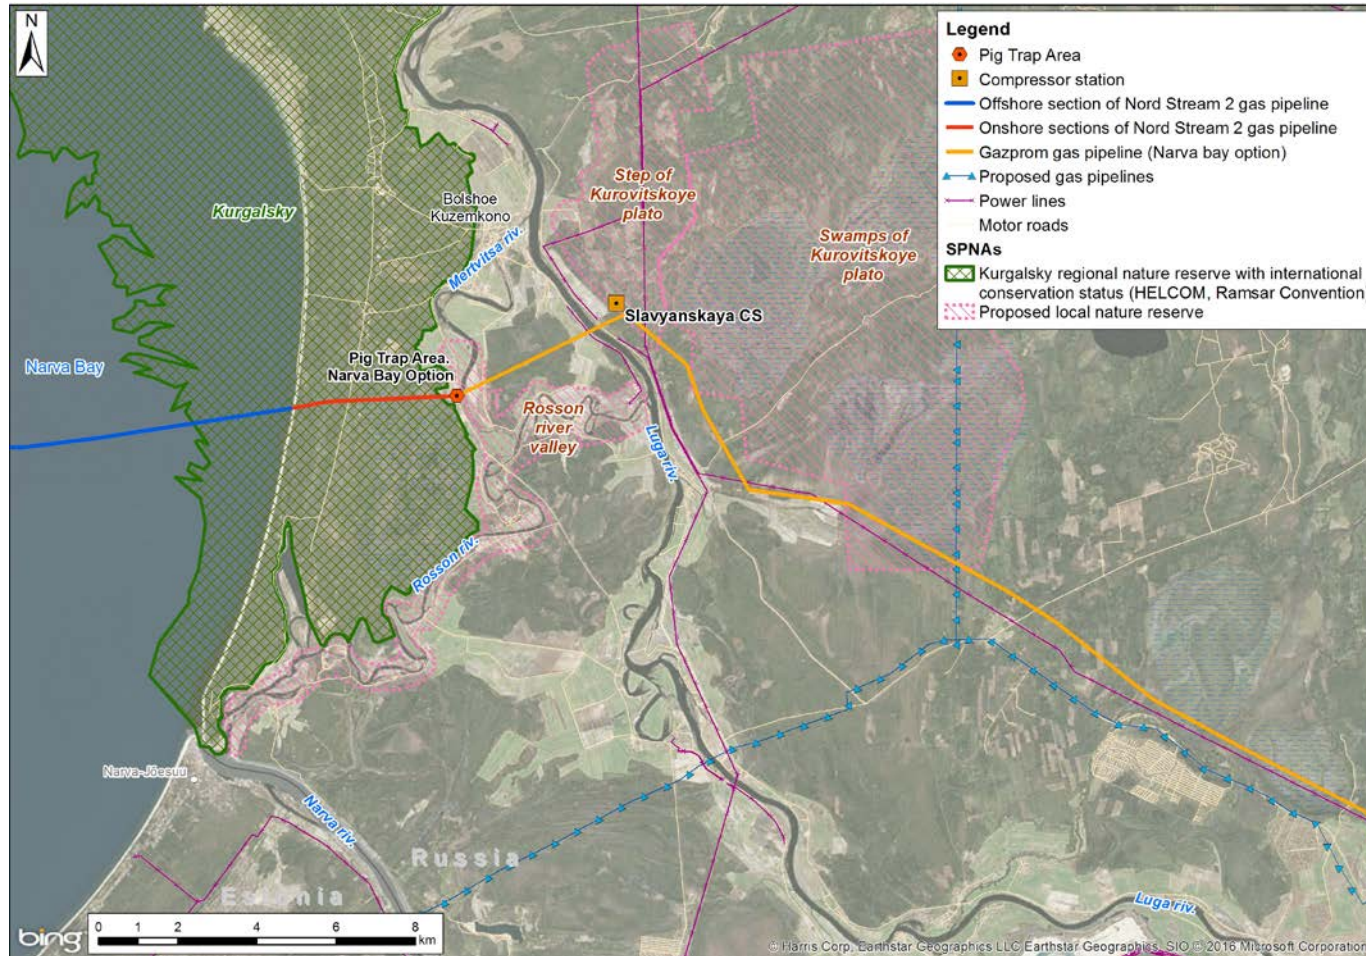 N
Legend
Pig Trap Area
Compressor station
Offshore section of Nord Stream 2 gas pipeline
Onshore sections of Nord Stream 2 gas pipeline
Gazprom gas pipeline (Narva bay option)
Proposed gas pipelines
Power lines
Motor roads
SPNAs
Kurgalsky regional nature reserve with international
conservation status (HELCOM, Ramsar Convention
Proposed local nature reserve
Step of
Kurovitskoye
plato
Bolshoe
Kuzemkono
Kurgalsky
Mertvitsa riv.
Swamps of
Kurovitskoye
plato
Slavyanskaya CS
Pig Trap Area.
Narva Bay Option
Narva Bay
Rosson
river
valley
Luga riv.
Rosson riv.
Narva-Jõesuu
Narva riv.
Russia
Estonia
Luga riv.
bing
0 1 2 4 6 8
km
© Harris Corp, Earthstar Geographics LLC Earthstar Geographics SIO © 2016 Microsoft Corporation